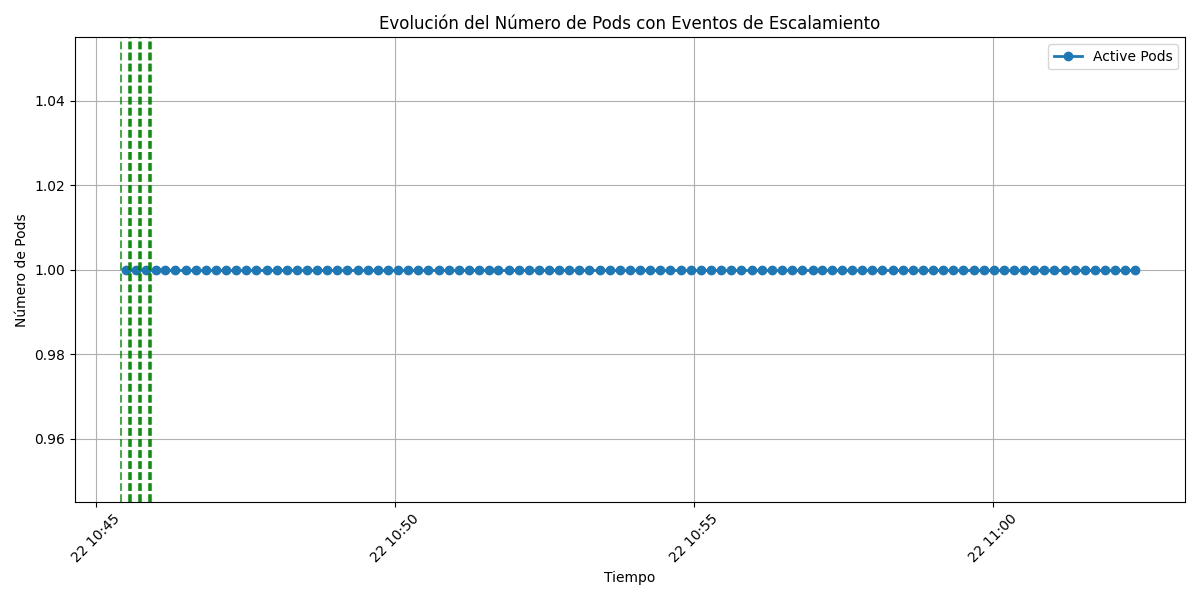 Evolución del Número de Pods con Eventos de Escalamiento
Active Pods
Número de Pods
1.04
1.02
1.00
0.98
0.96
22 10:45
22 10:50
22 10:55
22 11:00
Tiempo